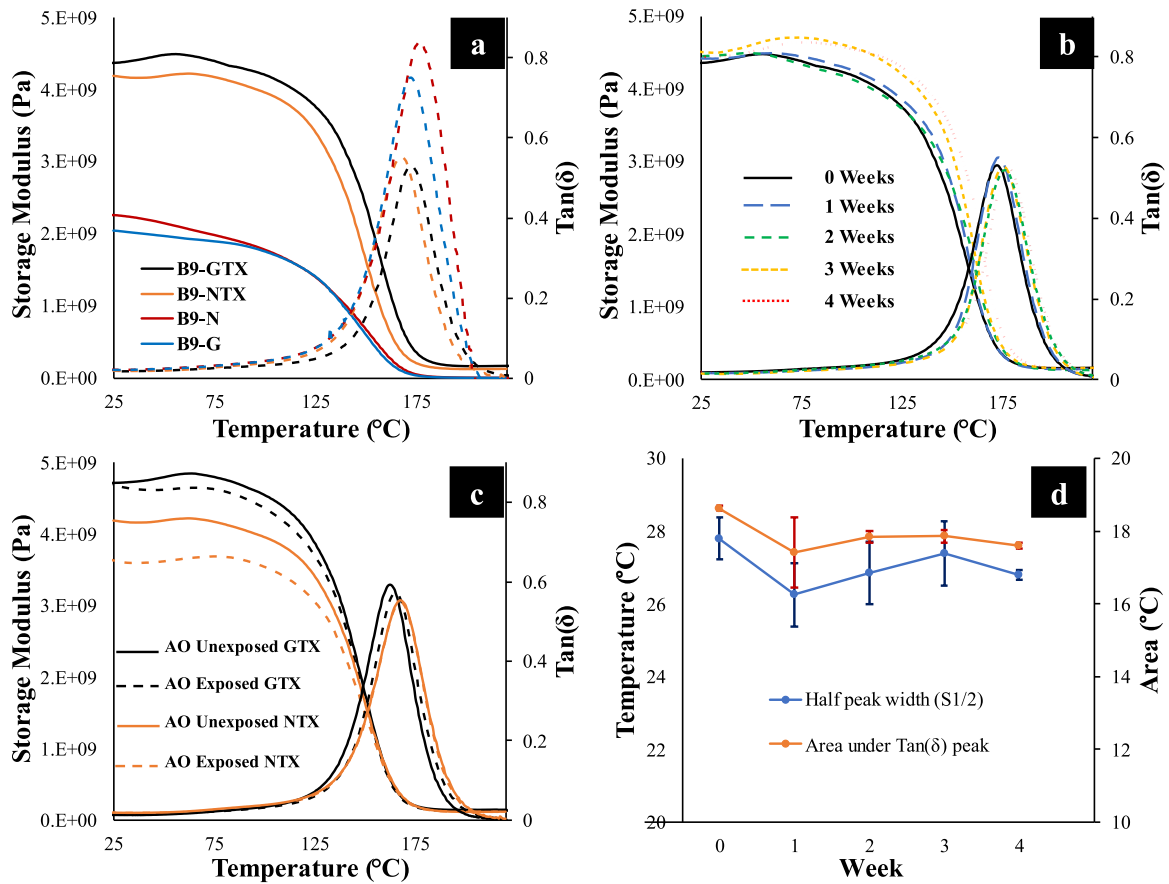 a
Storage Modulus (Pa)
5.E+09
4.E+09
3.E+09
2.E+09
1.E+09
0.E+00
0.8
0.6
0.4
0.2
0
Tan(δ)
B9-GTX
B9-NTX
B9-N
B9-G
25
75
125
175
Temperature (°C)
b
Storage Modulus (Pa)
5.E+09
4.E+09
3.E+09
2.E+09
1.E+09
0.E+00
0.8
0.6
0.4
0.2
0
Tan(δ)
0 Weeks
1 Weeks
2 Weeks
3 Weeks
4 Weeks
25
75
125
175
Temperature (°C)
c
Storage Modulus (Pa)
5.E+09
4.E+09
3.E+09
2.E+09
1.E+09
0.E+00
0.8
0.6
0.4
0.2
0
Tan(δ)
AO Unexposed GTX
AO Exposed GTX
AO Unexposed NTX
AO Exposed NTX
25
75
125
175
Temperature (°C)
d
Temperature (°C)
30
28
26
24
22
20
20
18
16
14
18
12
10
Area (°C)
Half peak width (S1/2)
Area under Tan(δ) peak
0
1
2
3
4
Week